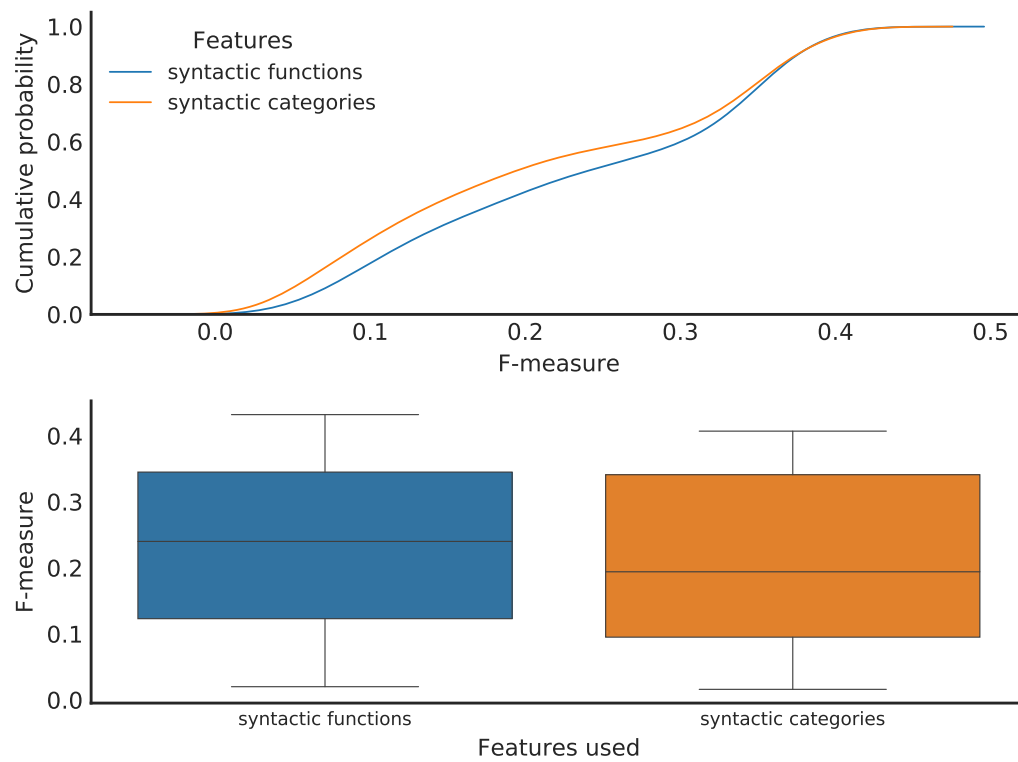 1.0
0.8
0.6
0.4
0.2
0.0
Cumulative probability
Features
syntactic functions
syntactic categories
0.0 0.1 0.2 0.3 0.4 0.5
F-measure
0.4
0.3
0.2
0.1
0.0
F-measure
syntactic functions syntactic categories
Features used